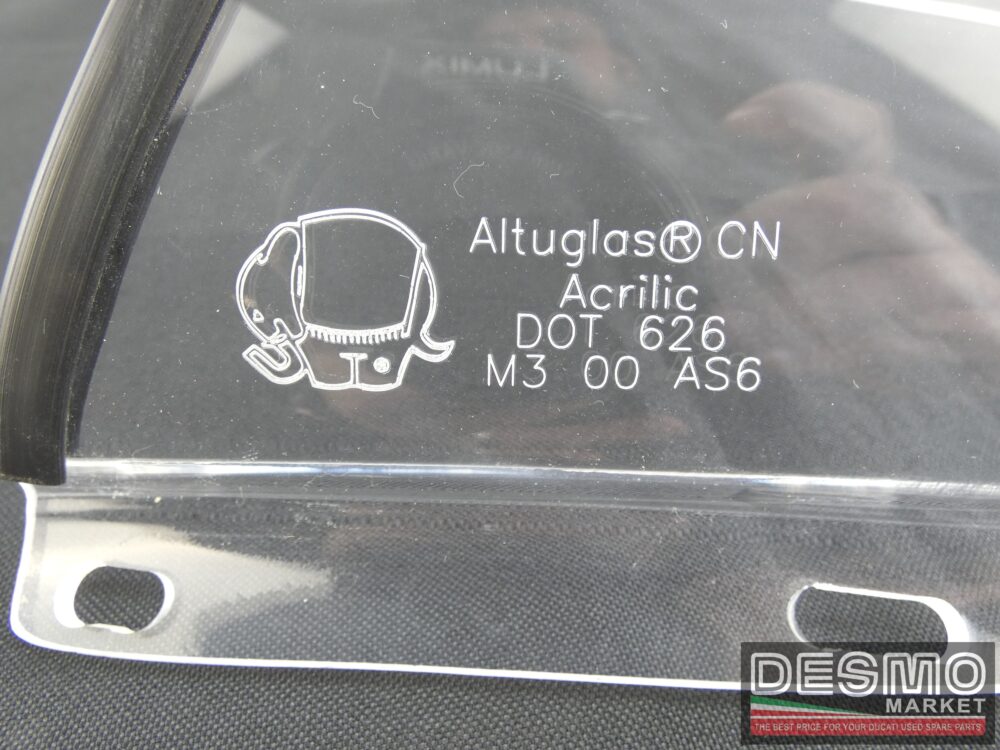 Altuglas® CN
Acrilic
DOT 626
M3 00 AS6
DESMO
MARKET
THE BEST PRICE FOR YOUR DUCATI USED SPARE PARTS